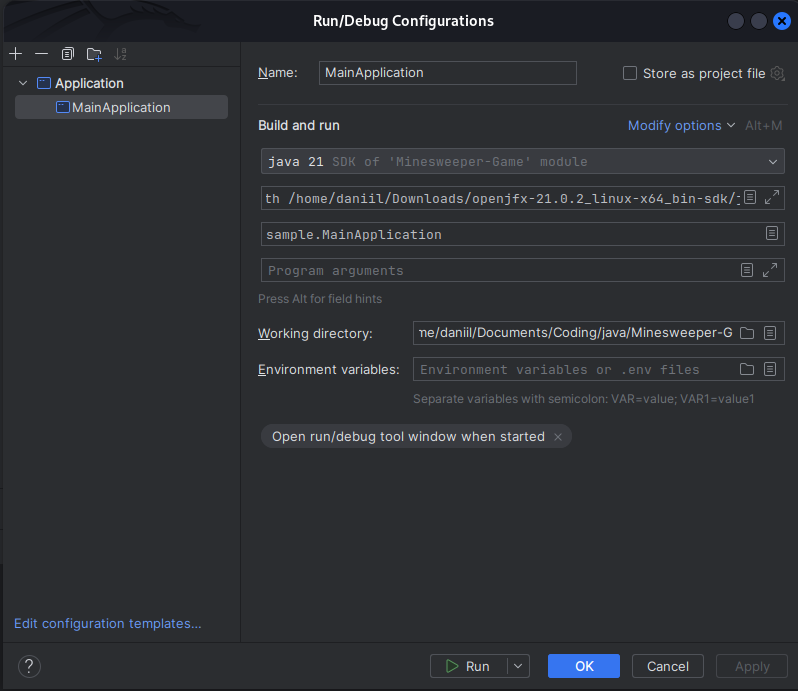 Run/Debug Configurations
Application
MainApplication
Edit configuration templates...
Name: MainApplication Store as project file
Build and run Modify options Alt+M
java 21 SDK of 'Minesweeper-Game' module
th /home/daniil/Downloads/openjfx-21.0.2_linux-x64_bin-sdk/
sample.MainApplication
Program arguments
Press Alt for field hints
Working directory: me/daniil/Documents/Coding/java/Minesweeper-G
Environment variables: Environment variables or .env files
Separate variables with semicolon: VAR=value; VAR1=value1
Open run/debug tool window when started ×
? Run OK Cancel Apply